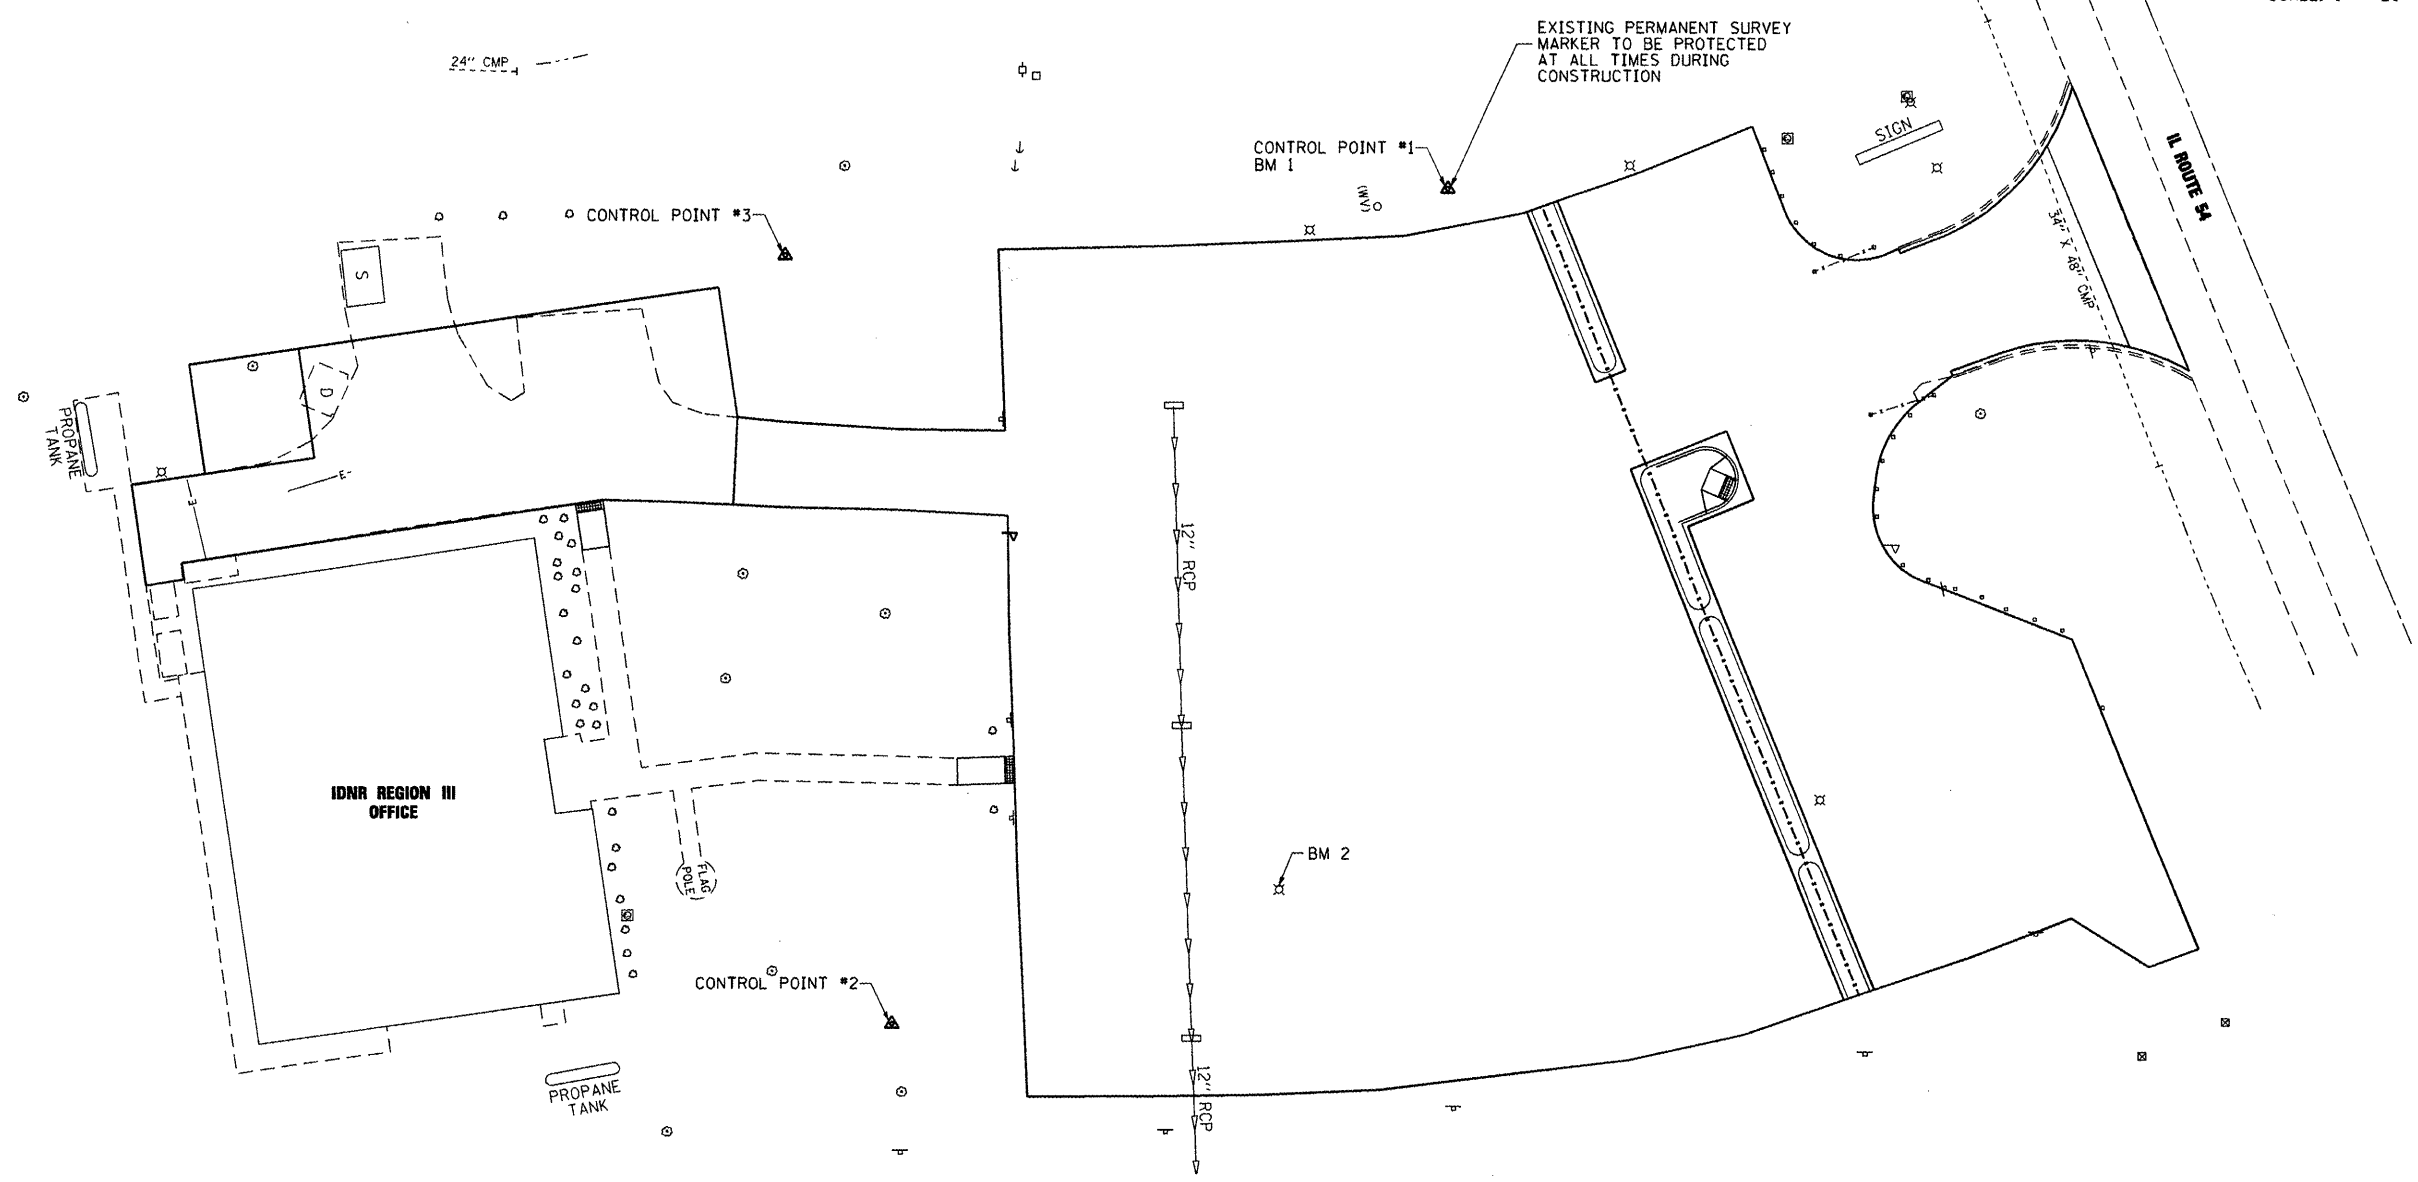 EXISTING PERMANENT SURVEY
MARKER TO BE PROTECTED
AT ALL TIMES DURING
CONSTRUCTION
24" CMP
CONTROL POINT #1
BM 1
SIGN
IL ROUTE 54
(WV)
34" X 48" CMP
CONTROL POINT #3
S
D
PROPANE
TANK
E
E
12" RCP
IDNR REGION III
OFFICE
FLAG
POLE
BM 2
CONTROL POINT #2
PROPANE
TANK
12" RCP